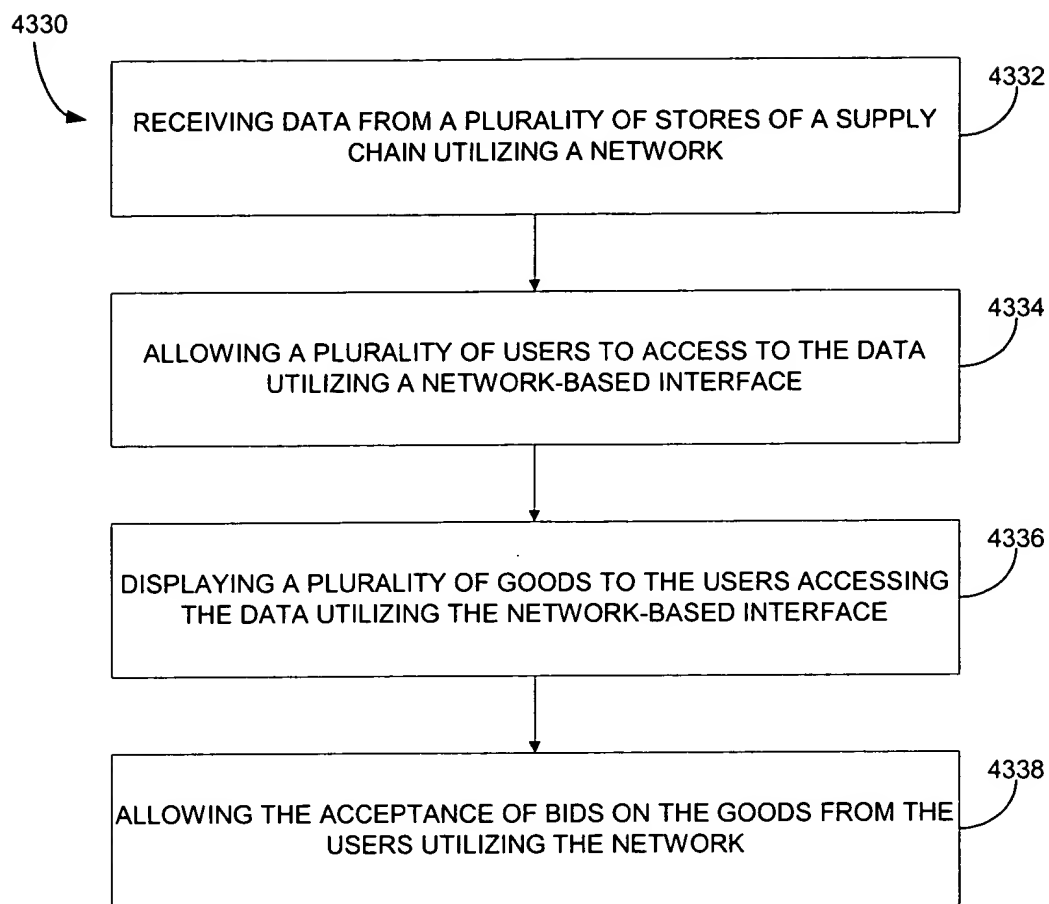 4330
4332
RECEIVING DATA FROM A PLURALITY OF STORES OF A SUPPLY
CHAIN UTILIZING A NETWORK
4334
ALLOWING A PLURALITY OF USERS TO ACCESS TO THE DATA
UTILIZING A NETWORK-BASED INTERFACE
4336
DISPLAYING A PLURALITY OF GOODS TO THE USERS ACCESSING
THE DATA UTILIZING THE NETWORK-BASED INTERFACE
4338
ALLOWING THE ACCEPTANCE OF BIDS ON THE GOODS FROM THE
USERS UTILIZING THE NETWORK